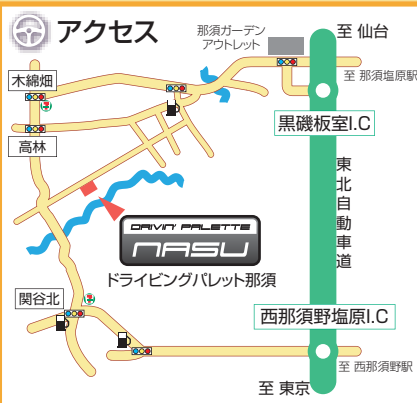 アクセス
那須ガーデン
アウトレット
至 仙台
至 那須塩原駅
木綿畑
高林
黒磯板室I.C
東北自動車道
DRIVIN' PALETTE
NASU
ドライビングパレット那須
関谷北
西那須野塩原I.C
至 西那須野駅
至 東京